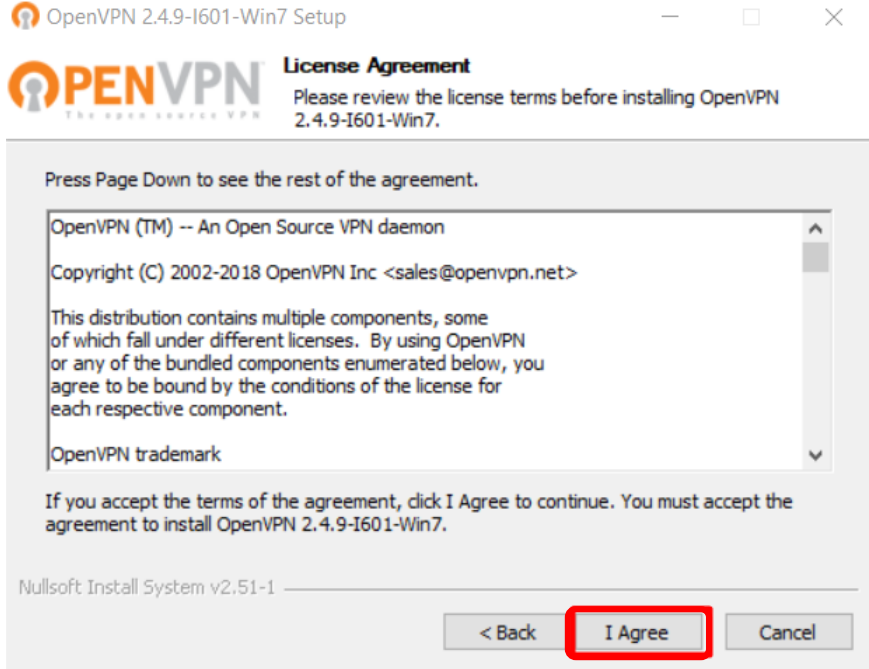 OpenVPN 2.4.9-I601-Win7 Setup
OPENVPN
The open source VPN
License Agreement
Please review the license terms before installing OpenVPN
2.4.9-I601-Win7.
Press Page Down to see the rest of the agreement.
OpenVPN (TM) -- An Open Source VPN daemon
Copyright (C) 2002-2018 OpenVPN Inc <sales@openvpn.net>
This distribution contains multiple components, some
of which fall under different licenses. By using OpenVPN
or any of the bundled components enumerated below, you
agree to be bound by the conditions of the license for
each respective component.
OpenVPN trademark
If you accept the terms of the agreement, click I Agree to continue. You must accept the
agreement to install OpenVPN 2.4.9-I601-Win7.
Nullsoft Install System v2.51-1
< Back
I Agree
Cancel